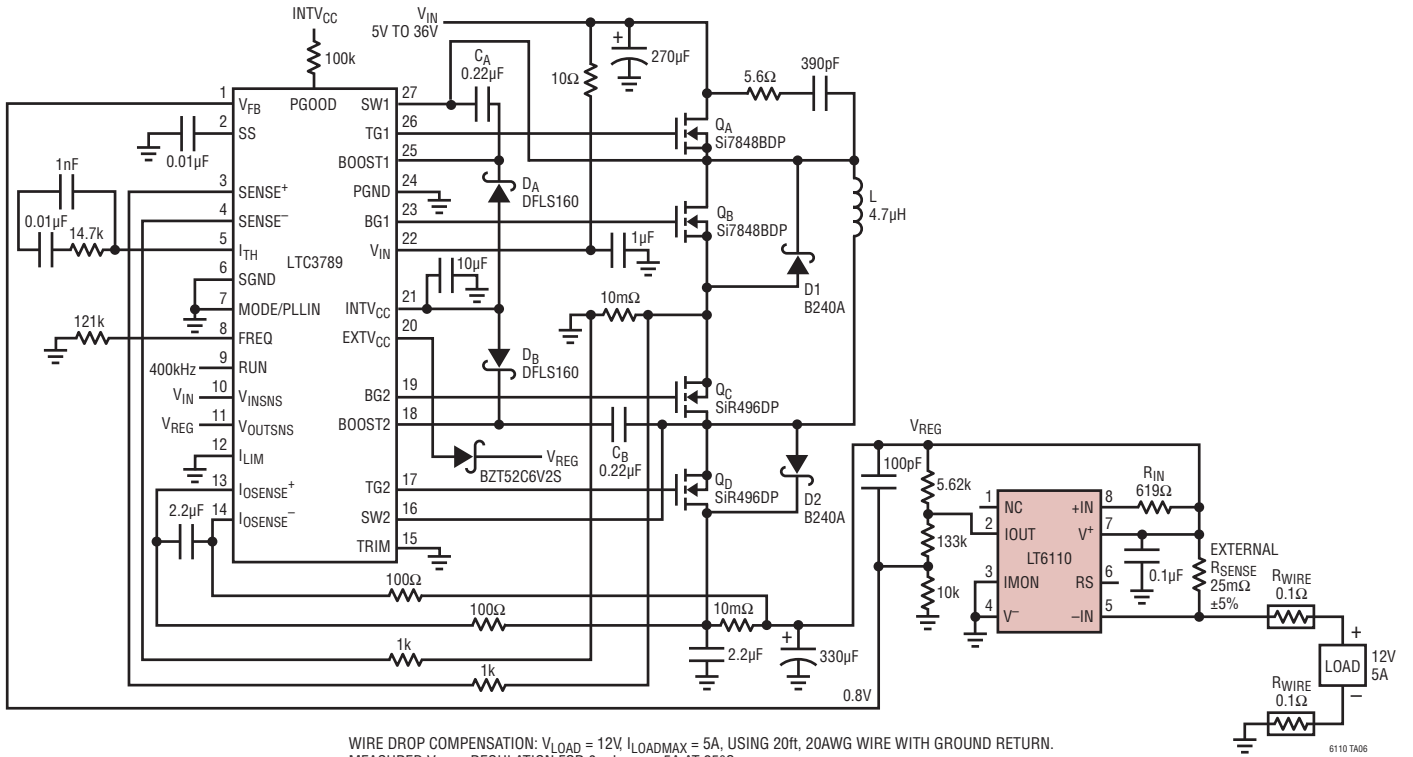 INTVCC
100k
VIN
5V TO 36V
CA
0.22µF
10Ω
+
270µF
5.6Ω
390pF
1
VFB
PGOOD
SW1
27
2
SS
TG1
26
0.01µF
QA
Si7848BDP
1nF
BOOST1
25
3
SENSE+
PGND
24
DA
DFLS160
4
SENSE–
BG1
23
QB
Si7848BDP
L
4.7µH
0.01µF
14.7k
5
ITH
VIN
22
1µF
LTC3789
6
SGND
10µF
D1
B240A
7
MODE/PLLIN
INTVCC
21
10mΩ
121k
8
FREQ
EXTVCC
20
DB
DFLS160
400kHz
9
RUN
VIN
10
VINSNS
BG2
19
QC
SiR496DP
VREG
11
VOUTSNS
BOOST2
18
12
ILIM
CB
0.22µF
VREG
BZT52C6V2S
13
IOSENSE+
TG2
17
QD
SiR496DP
D2
B240A
2.2µF
14
IOSENSE–
SW2
16
TRIM
15
100Ω
100Ω
10mΩ
1k
1k
2.2µF
+
330µF
0.8V
VREG
100pF
5.62k
133k
10k
RIN
619Ω
1
NC
+IN
8
2
IOUT
V+
7
LT6110
3
IMON
RS
6
4
V–
–IN
5
0.1µF
EXTERNAL
RSENSE
25mΩ
±5%
RWIRE
0.1Ω
+
LOAD
12V
5A
–
RWIRE
0.1Ω
6110 TA06
WIRE DROP COMPENSATION: VLOAD = 12V, ILOADMAX = 5A, USING 20ft, 20AWG WIRE WITH GROUND RETURN.